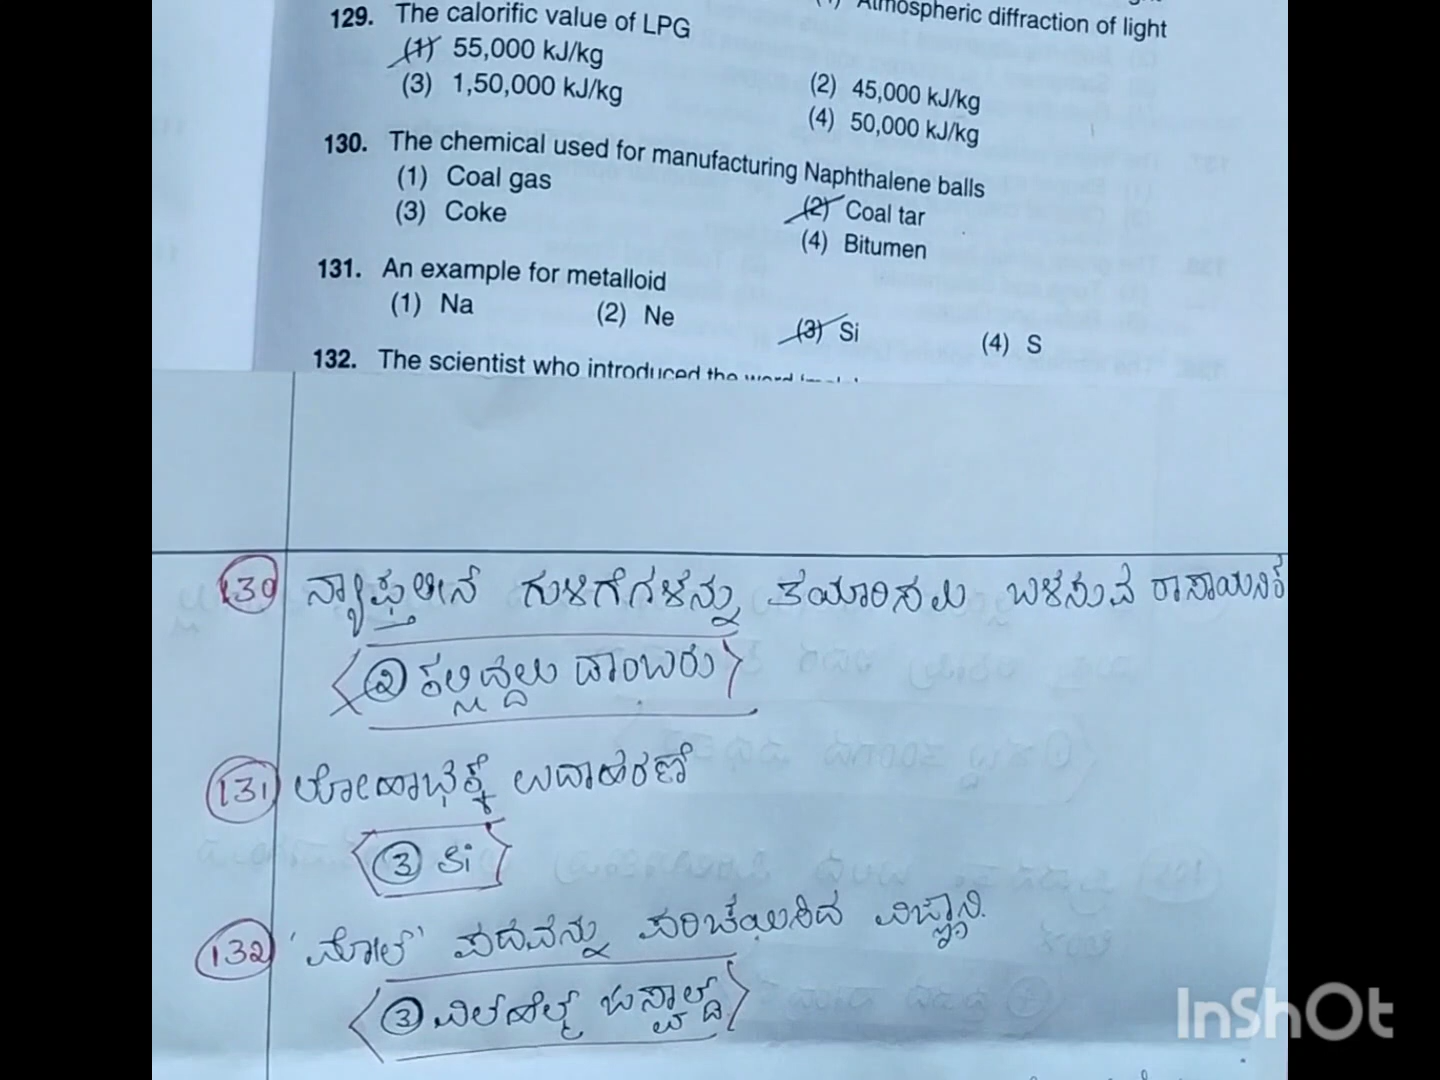 Atmospheric diffraction of light
129. The calorific value of LPG
(1) 55,000 kJ/kg
(2) 45,000 kJ/kg
(3) 1,50,000 kJ/kg
(4) 50,000 kJ/kg
130. The chemical used for manufacturing Naphthalene balls
(1) Coal gas
(2) Coal tar
(3) Coke
(4) Bitumen
131. An example for metalloid
(1) Na (2) Ne (3) Si (4) S
132. The scientist who introduced the word
130 ನ್ಯಾಫ್ತಲೀನ್ ಗುಳಿಗೆಗಳನ್ನು ತಯಾರಿಸಲು ಬಳಸುವ ರಾಸಾಯನಿಕ
② ಕಲ್ಲಿದ್ದಲು ಡಾಂಬರು
131 ಲೋಹಾಭಕ್ಕೆ ಉದಾಹರಣೆ
③ Si
132 'ಮೋಲ್' ಪದವನ್ನು ಪರಿಚಯಿಸಿದ ವಿಜ್ಞಾನಿ.
③ ವಿಲ್‌ಹೆಲ್ಮ್ ಓಸ್ವಾಲ್ಡ್
InShOt